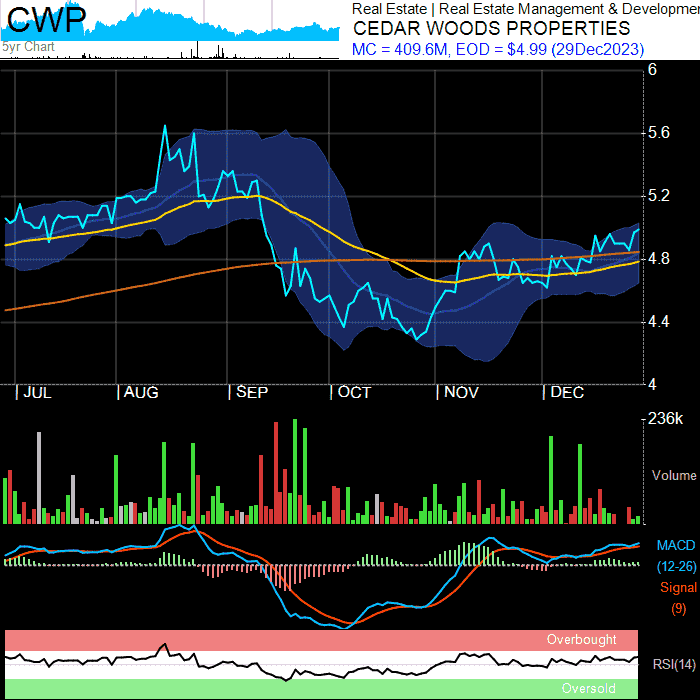 CWP
5yr Chart
Real Estate | Real Estate Management & Developmen
CEDAR WOODS PROPERTIES
MC = 409.6M, EOD = $4.99 (29Dec2023)
6
5.6
5.2
4.8
4.4
4
| JUL | AUG | SEP | OCT | NOV | DEC
236k
Volume
MACD
(12-26)
Signal
(9)
Overbought
RSI(14)
Oversold